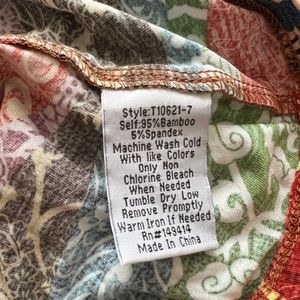 Style:T10621-7
Self:95%Bamboo
5%Spandex
Machine Wash Cold
With like Colors
Only Non
Chlorine Bleach
When Needed
Tumble Dry Low
Remove Promptly
Warm Iron If Needed
Rn#149414
Made In China